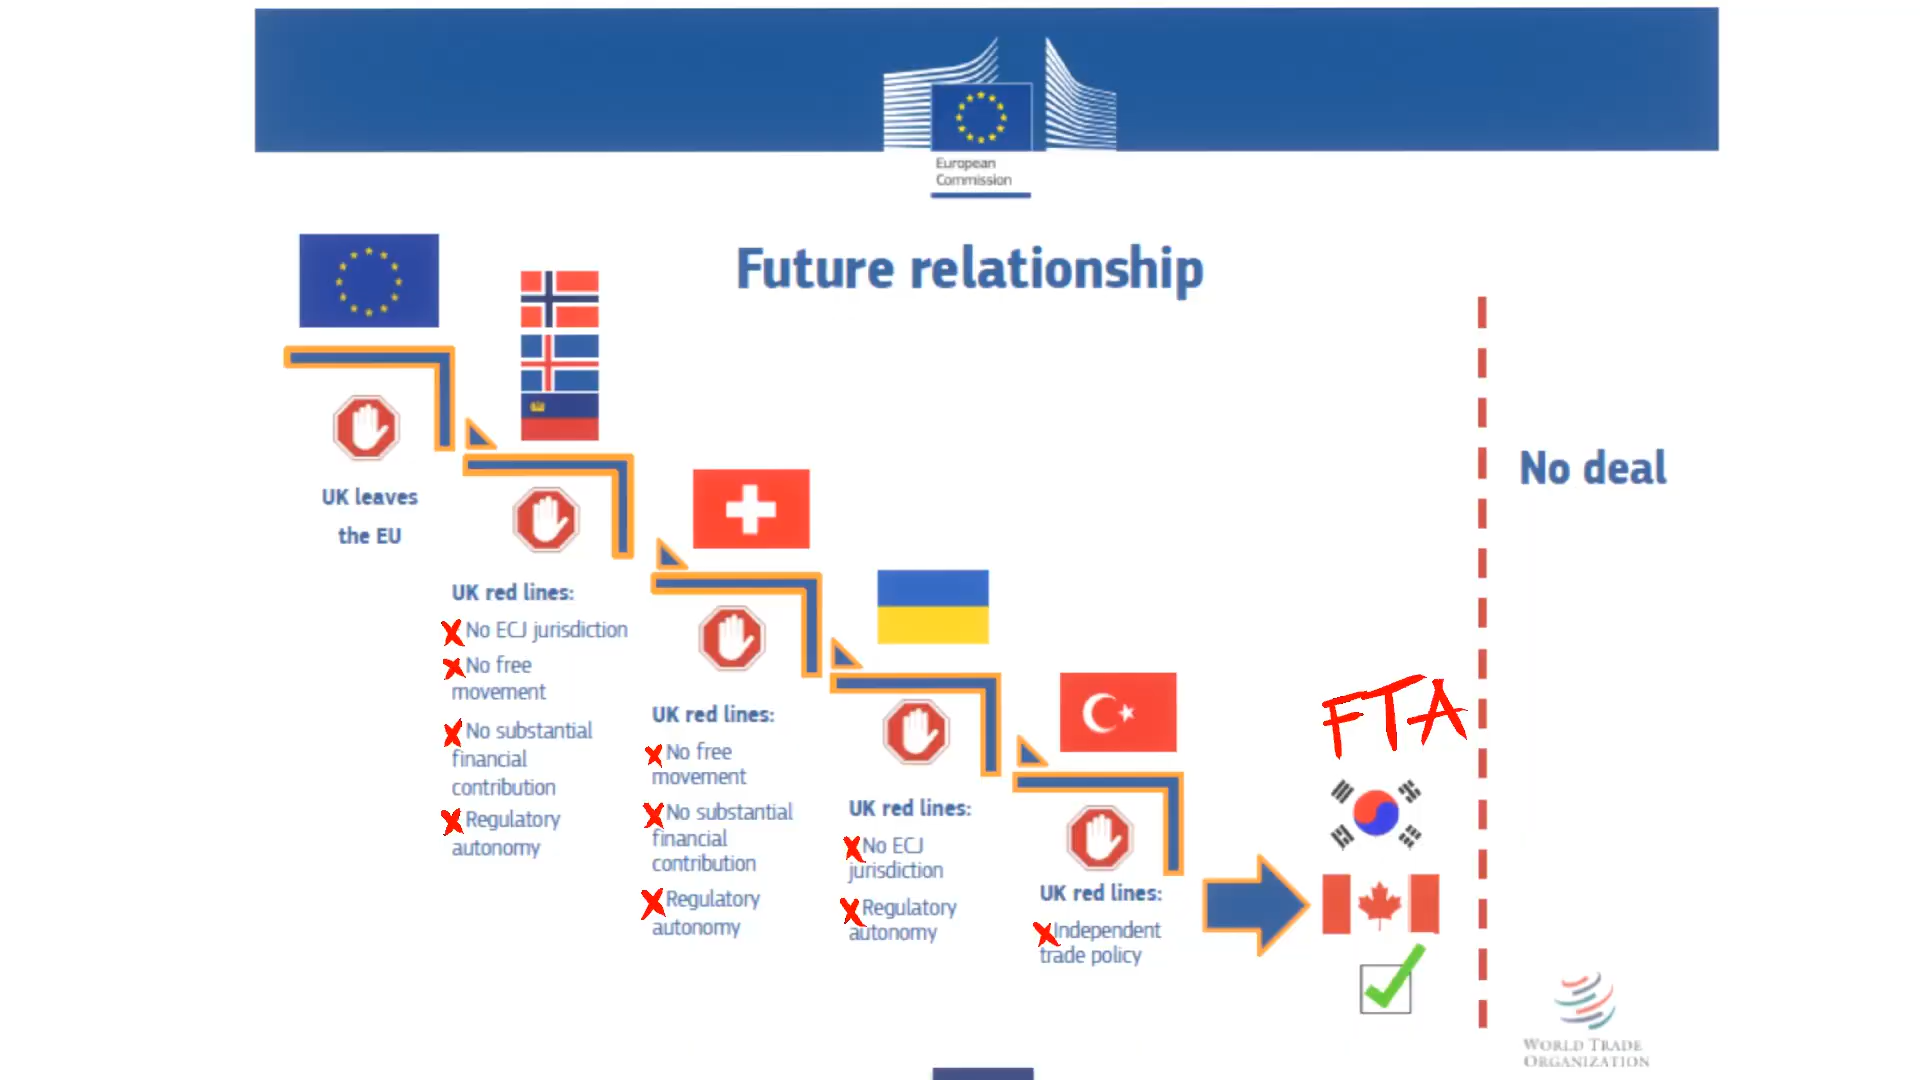 European
Commission
Future relationship
UK leaves
the EU
UK red lines:
No ECJ jurisdiction
No free
movement
No substantial
financial
contribution
Regulatory
autonomy
UK red lines:
No free
movement
No substantial
financial
contribution
Regulatory
autonomy
UK red lines:
No ECJ
jurisdiction
Regulatory
autonomy
UK red lines:
Independent
trade policy
FTA
No deal
WORLD TRADE
ORGANIZATION